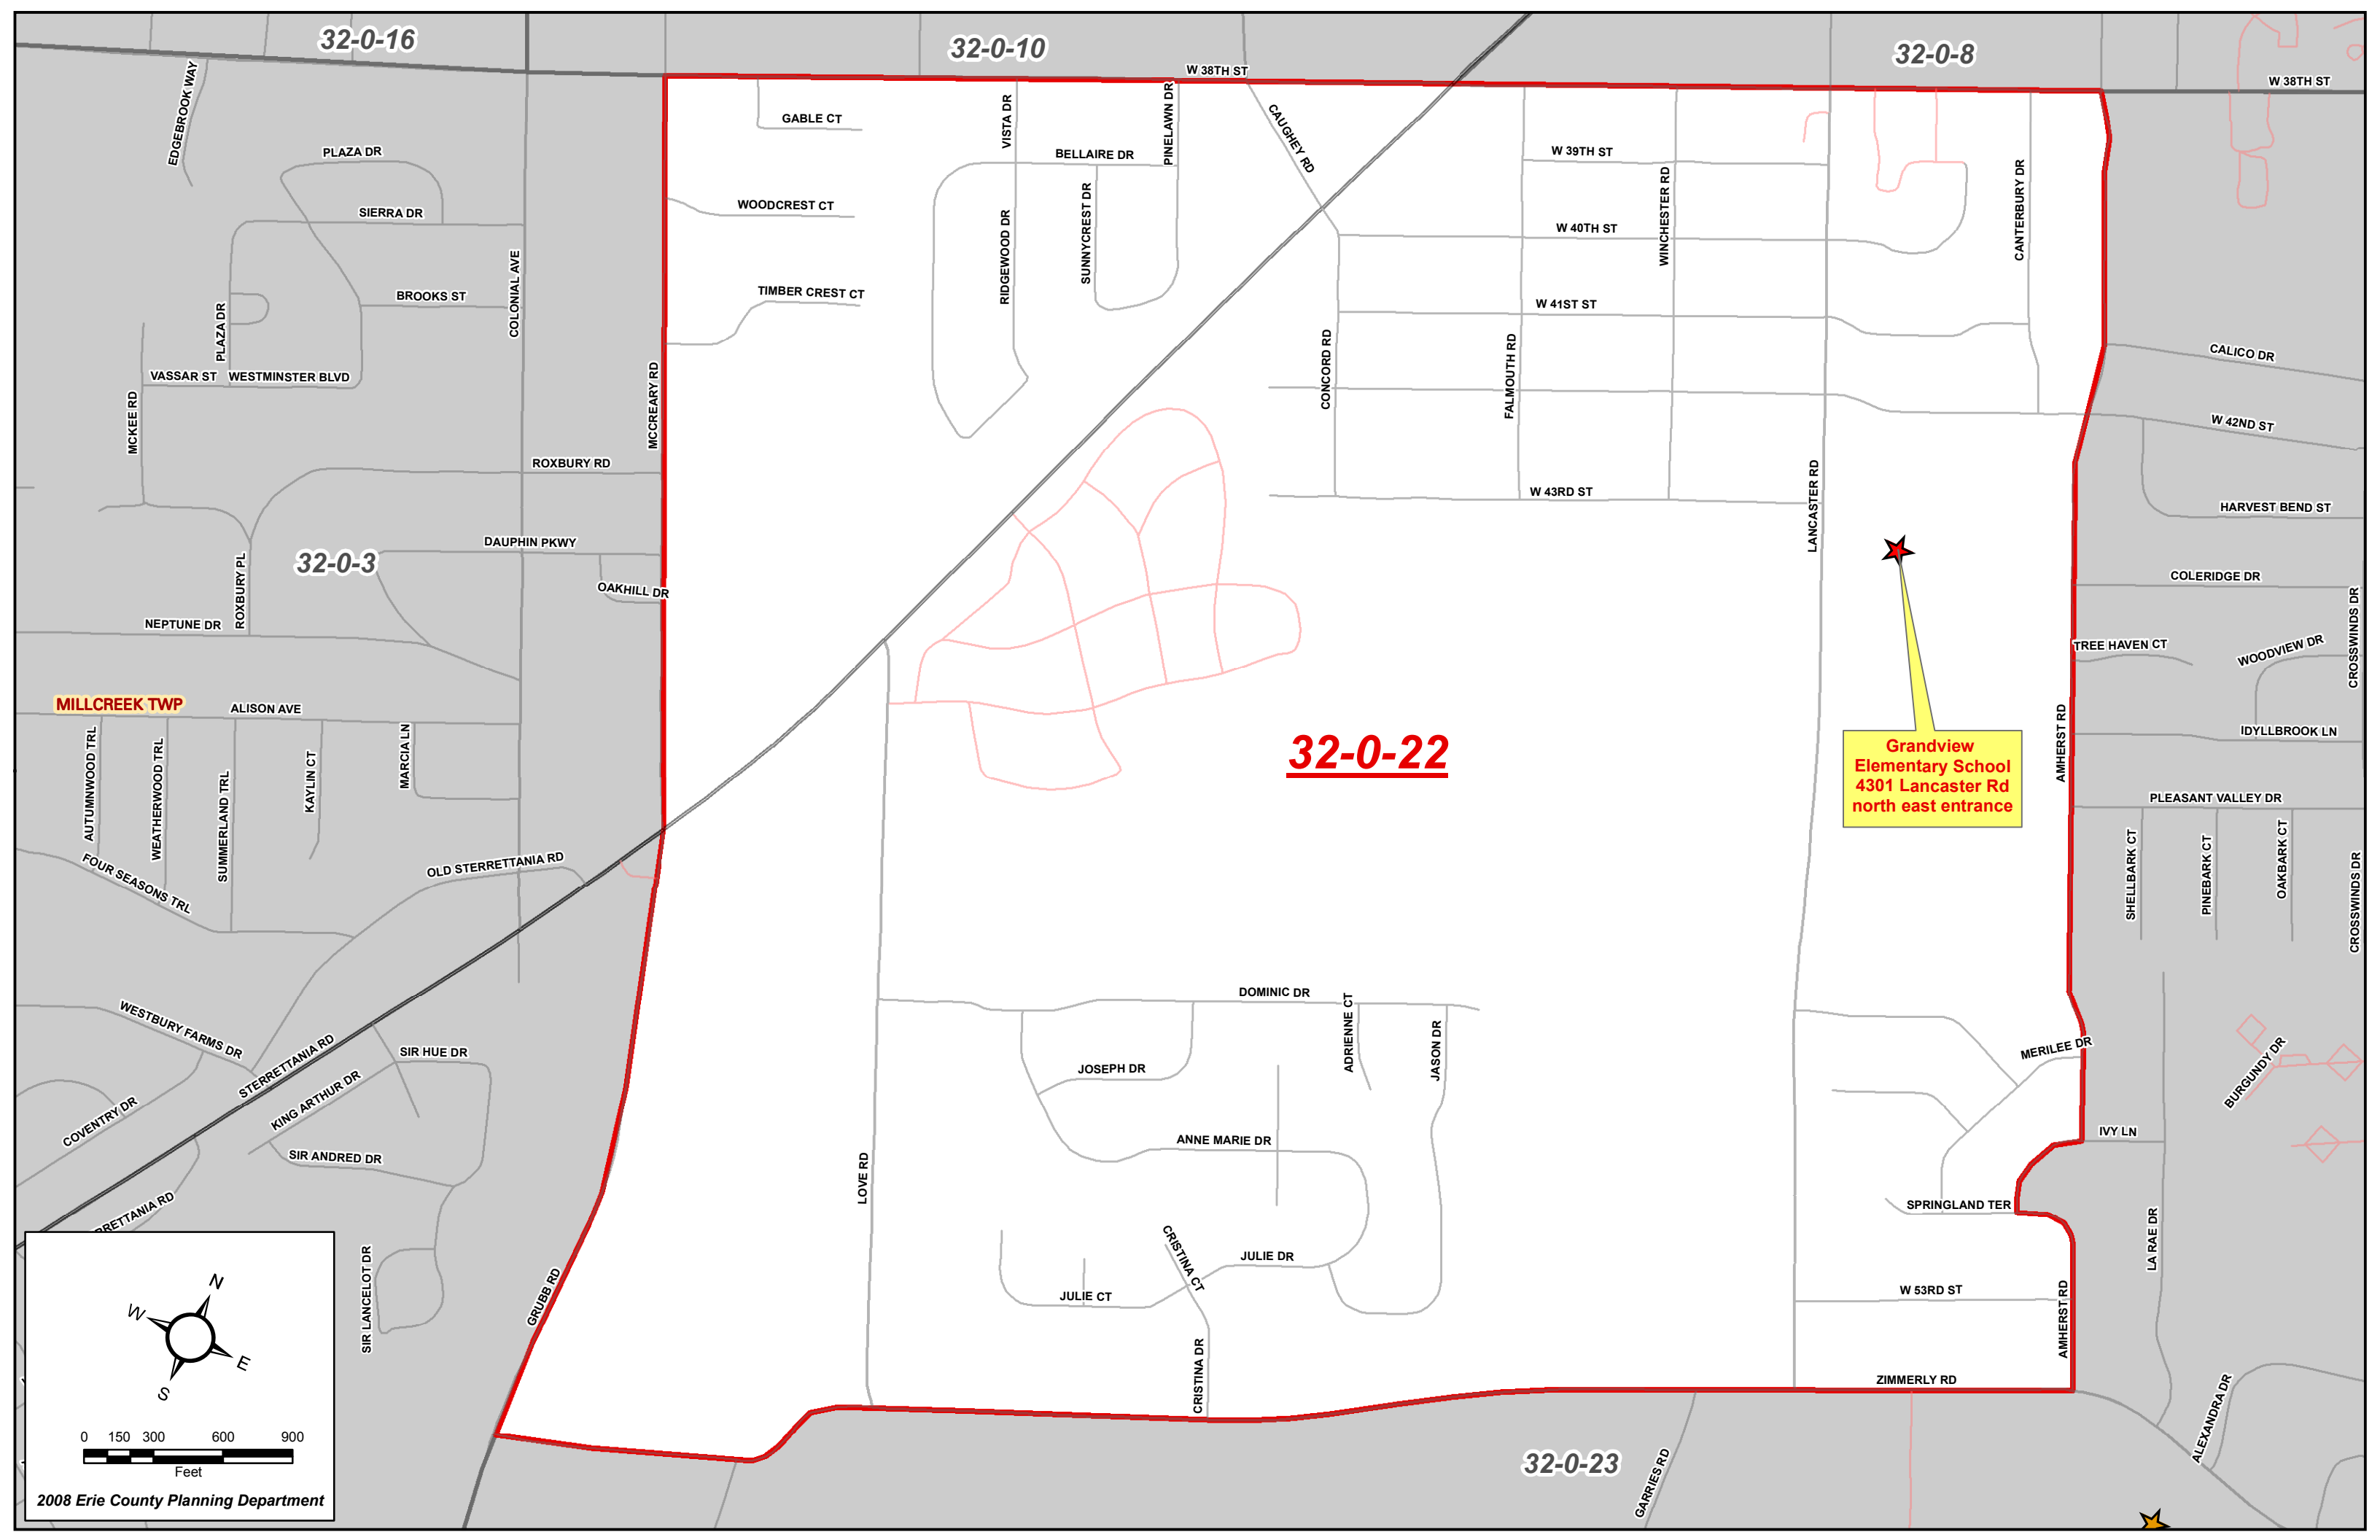 32-0-16
32-0-10
32-0-8
W 38TH ST
W 38TH ST
EDGEBROOK WAY
GABLE CT
VISTA DR
PINELAWN DR
CAUGHEY RD
PLAZA DR
BELLAIRE DR
W 39TH ST
WINCHESTER RD
CANTERBURY DR
SIERRA DR
WOODCREST CT
RIDGEWOOD DR
SUNNYCREST DR
W 40TH ST
COLONIAL AVE
BROOKS ST
TIMBER CREST CT
W 41ST ST
PLAZA DR
CONCORD RD
FALMOUTH RD
CALICO DR
VASSAR ST
WESTMINSTER BLVD
MCCREARY RD
MCKEE RD
W 42ND ST
ROXBURY RD
LANCASTER RD
W 43RD ST
HARVEST BEND ST
DAUPHIN PKWY
32-0-3
ROXBURY PL
OAKHILL DR
COLERIDGE DR
NEPTUNE DR
CROSSWINDS DR
TREE HAVEN CT
WOODVIEW DR
MILLCREEK TWP
ALISON AVE
AMHERST RD
IDYLLBROOK LN
32-0-22
Grandview
Elementary School
4301 Lancaster Rd
north east entrance
AUTUMNWOOD TRL
WEATHERWOOD TRL
SUMMERLAND TRL
KAYLIN CT
MARCIA LN
PLEASANT VALLEY DR
SHELLBARK CT
PINEBARK CT
OAKBARK CT
CROSSWINDS DR
FOUR SEASONS TRL
OLD STERRETTANIA RD
DOMINIC DR
WESTBURY FARMS DR
STERRETTANIA RD
SIR HUE DR
ADRIENNE CT
JASON DR
MERILEE DR
JOSEPH DR
KING ARTHUR DR
BURGUNDY DR
COVENTRY DR
ANNE MARIE DR
IVY LN
SIR ANDRED DR
LOVE RD
SPRINGLAND TER
RRETTANIA RD
LA RAE DR
CRISTINA CT
JULIE DR
SIR LANCELOT DR
GRUBB RD
JULIE CT
W 53RD ST
AMHERST RD
CRISTINA DR
ZIMMERLY RD
ALEXANDRA DR
32-0-23
GARRIES RD
N
W
E
S
0 150 300 600 900
Feet
2008 Erie County Planning Department